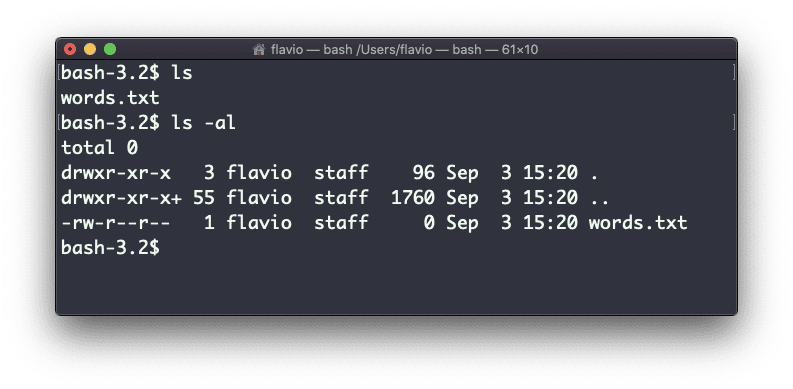 flavio — bash /Users/flavio — bash — 61×10
bash-3.2$ ls
words.txt
bash-3.2$ ls -al
total 0
drwxr-xr-x   3 flavio  staff    96 Sep  3 15:20 .
drwxr-xr-x+ 55 flavio  staff  1760 Sep  3 15:20 ..
-rw-r--r--   1 flavio  staff     0 Sep  3 15:20 words.txt
bash-3.2$